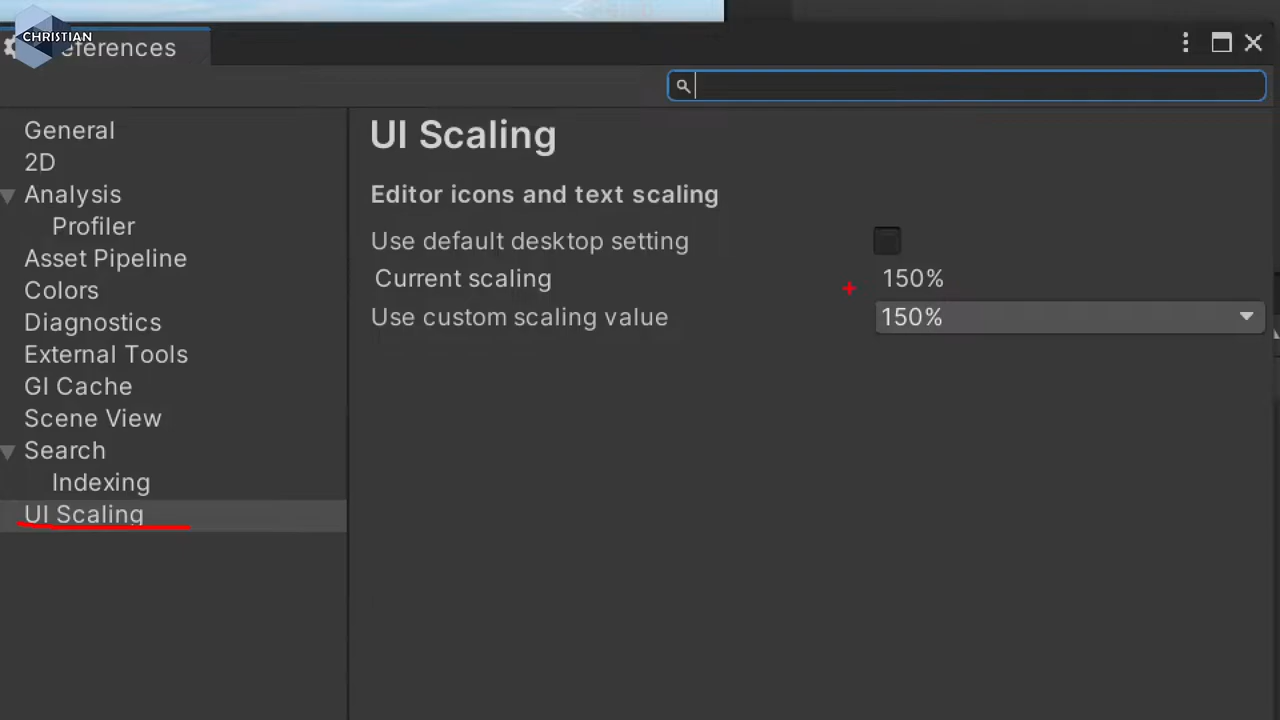 CHRISTIAN
eferences
General
2D
Analysis
Profiler
Asset Pipeline
Colors
Diagnostics
External Tools
GI Cache
Scene View
Search
Indexing
UI Scaling
UI Scaling
Editor icons and text scaling
Use default desktop setting
Current scaling 150%
Use custom scaling value 150%